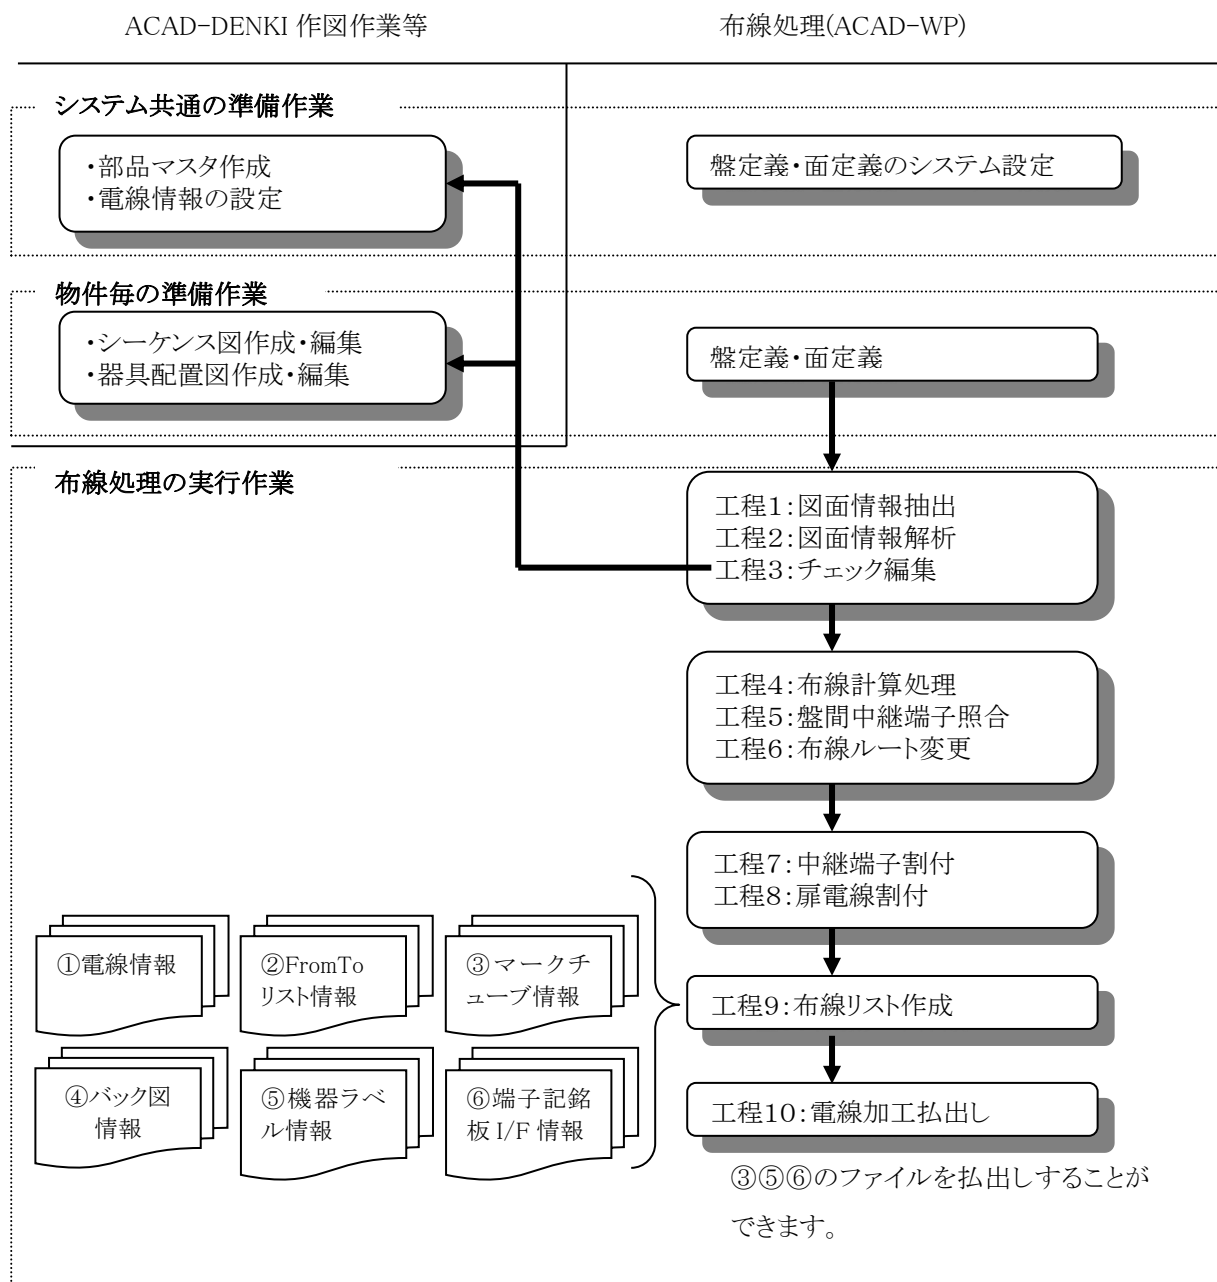 ACAD-DENKI 作図作業等
布線処理(ACAD-WP)
システム共通の準備作業
・部品マスタ作成
・電線情報の設定
盤定義・面定義のシステム設定
物件毎の準備作業
・シーケンス図作成・編集
・器具配置図作成・編集
盤定義・面定義
布線処理の実行作業
工程1:図面情報抽出
工程2:図面情報解析
工程3:チェック編集
工程4:布線計算処理
工程5:盤間中継端子照合
工程6:布線ルート変更
工程7:中継端子割付
工程8:扉電線割付
①電線情報
②FromTo
リスト情報
③マークチ
ューブ情報
工程9:布線リスト作成
④バック図
情報
⑤機器ラベ
ル情報
⑥端子記銘
板 I/F 情報
工程10:電線加工払出し
③⑤⑥のファイルを払出しすることが
できます。